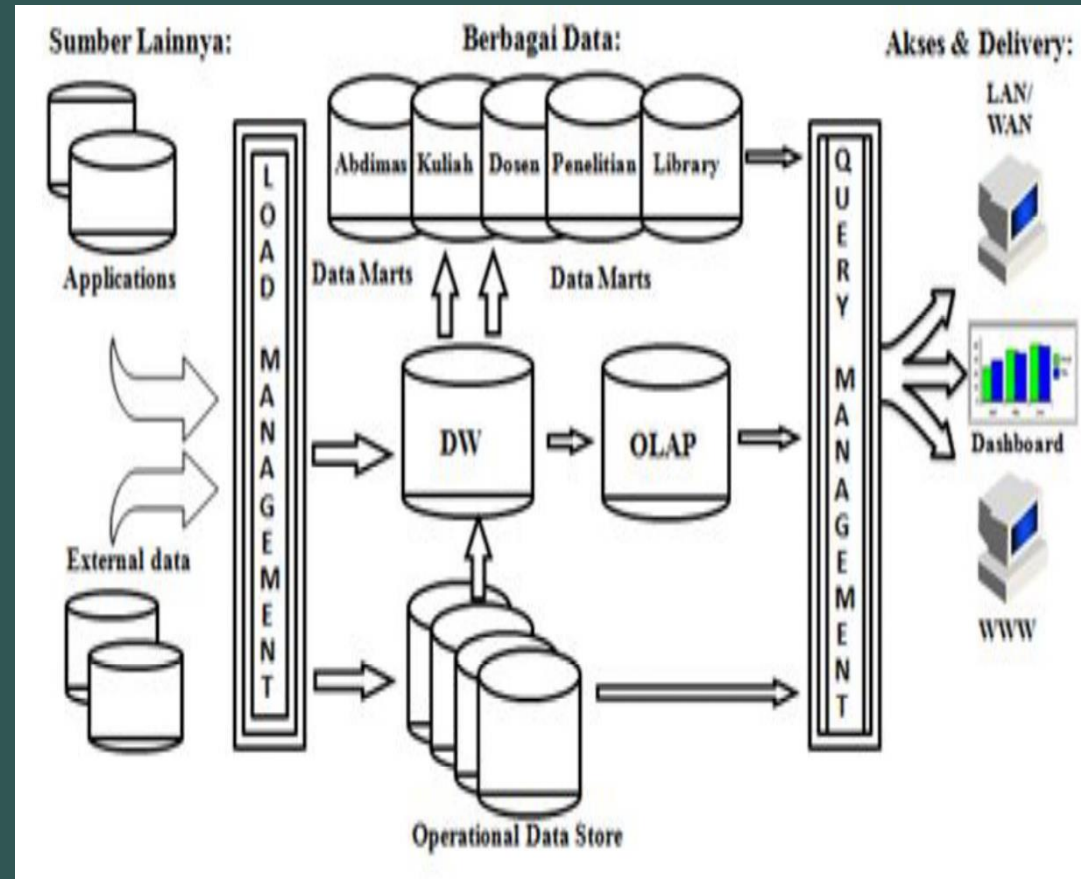 Sumber Lainnya:
Berbagai Data:
Akses & Delivery:
LAN/
WAN
Abdimas
Kuliah
Dosen
Penelitian
Library
Applications
Data Marts
Data Marts
LOAD MANAGEMENT
QUERY MANAGEMENT
DW
OLAP
Dashboard
External data
WWW
Operational Data Store